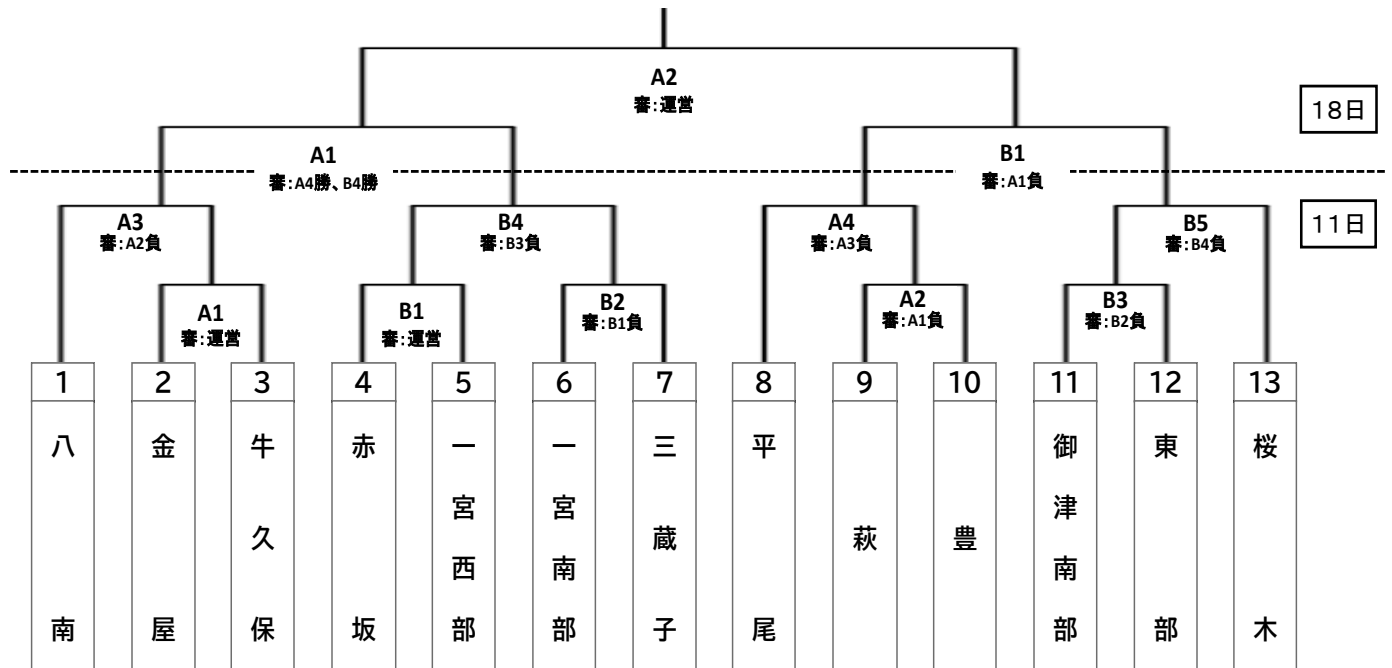 A2
審:運営
18日
A1
審:A4勝、B4勝
B1
審:A1負
11日
A3
審:A2負
B4
審:B3負
A4
審:A3負
B5
審:B4負
A1
審:運営
B1
審:運営
B2
審:B1負
A2
審:A1負
B3
審:B2負
1
2
3
4
5
6
7
8
9
10
11
12
13
八南
金屋
牛久保
赤坂
一宮西部
一宮南部
三蔵子
平尾
萩
豊
御津南部
東部
桜木